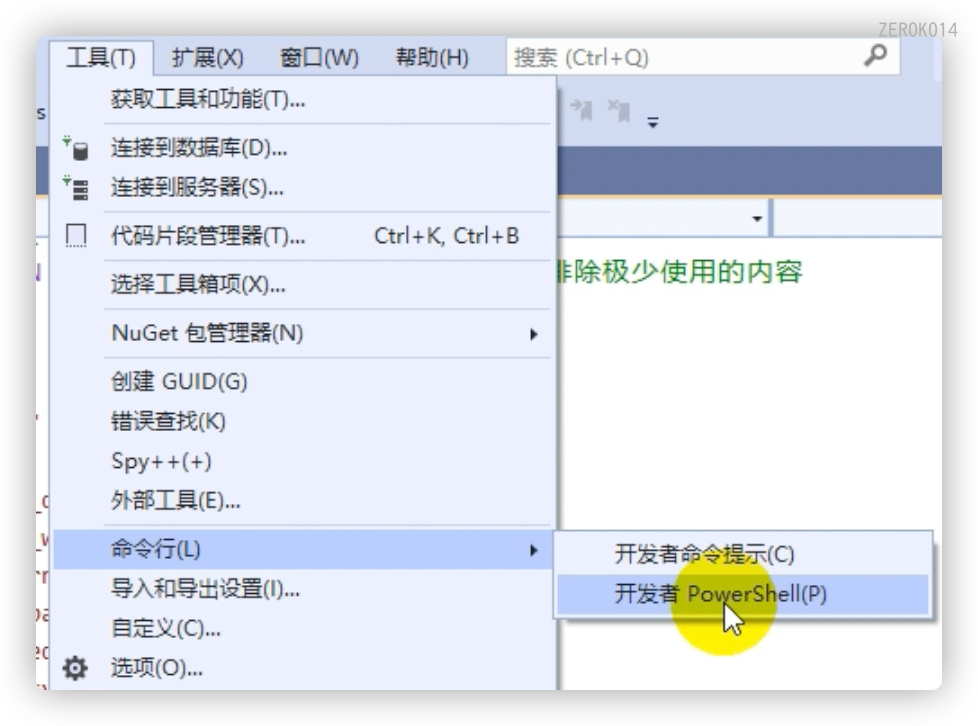 ZER0K014
工具(T) 扩展(X) 窗口(W) 帮助(H) 搜索 (Ctrl+Q)
获取工具和功能(T)...
连接到数据库(D)...
连接到服务器(S)...
代码片段管理器(T)... Ctrl+K, Ctrl+B
选择工具箱项(X)...
除极少使用的内容
NuGet 包管理器(N)
创建 GUID(G)
错误查找(K)
Spy++(+)
外部工具(E)...
命令行(L)
开发者命令提示(C)
开发者 PowerShell(P)
导入和导出设置(I)...
自定义(C)...
选项(O)...